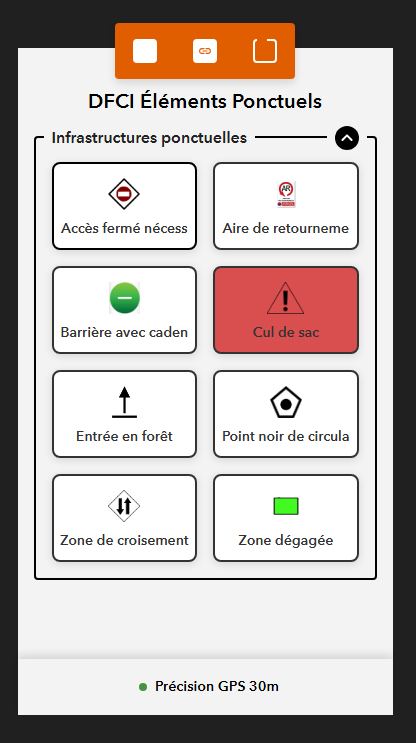 DFCI Éléments Ponctuels
Infrastructures ponctuelles
Accès fermé nécess
AR
Aire de retourneme
Barrière avec caden
Cul de sac
Entrée en forêt
Point noir de circula
Zone de croisement
Zone dégagée
Précision GPS 30m